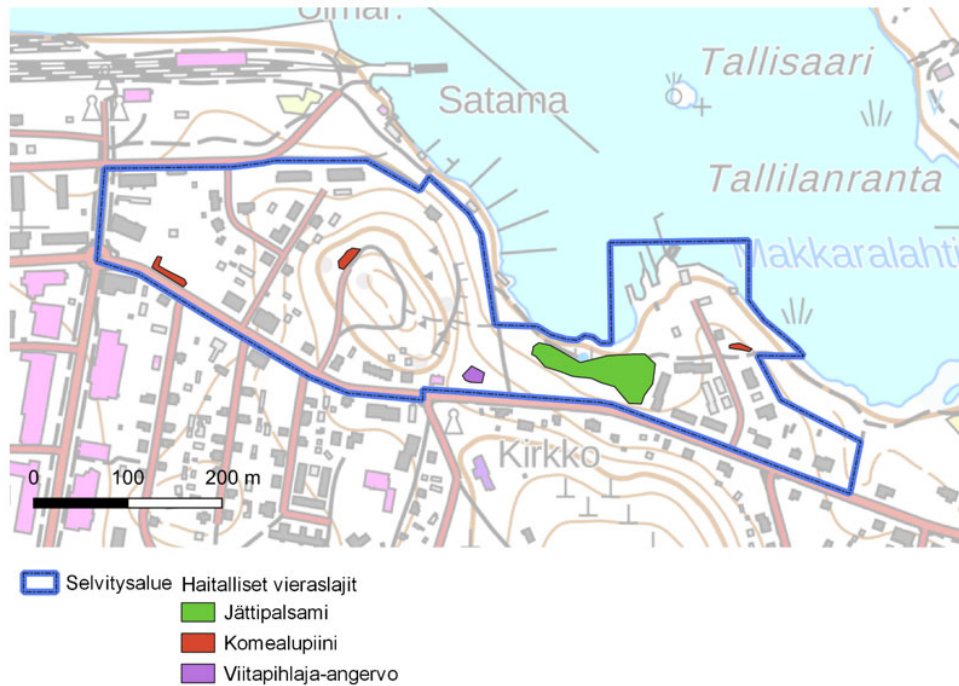 Tallisaari
Satama
Tallilanranta
Makkaralahti
Kirkko
0 100 200 m
Selvitysalue
Haitalliset vieraslajit
Jättipalsami
Komealupiini
Viitapihlaja-angervo